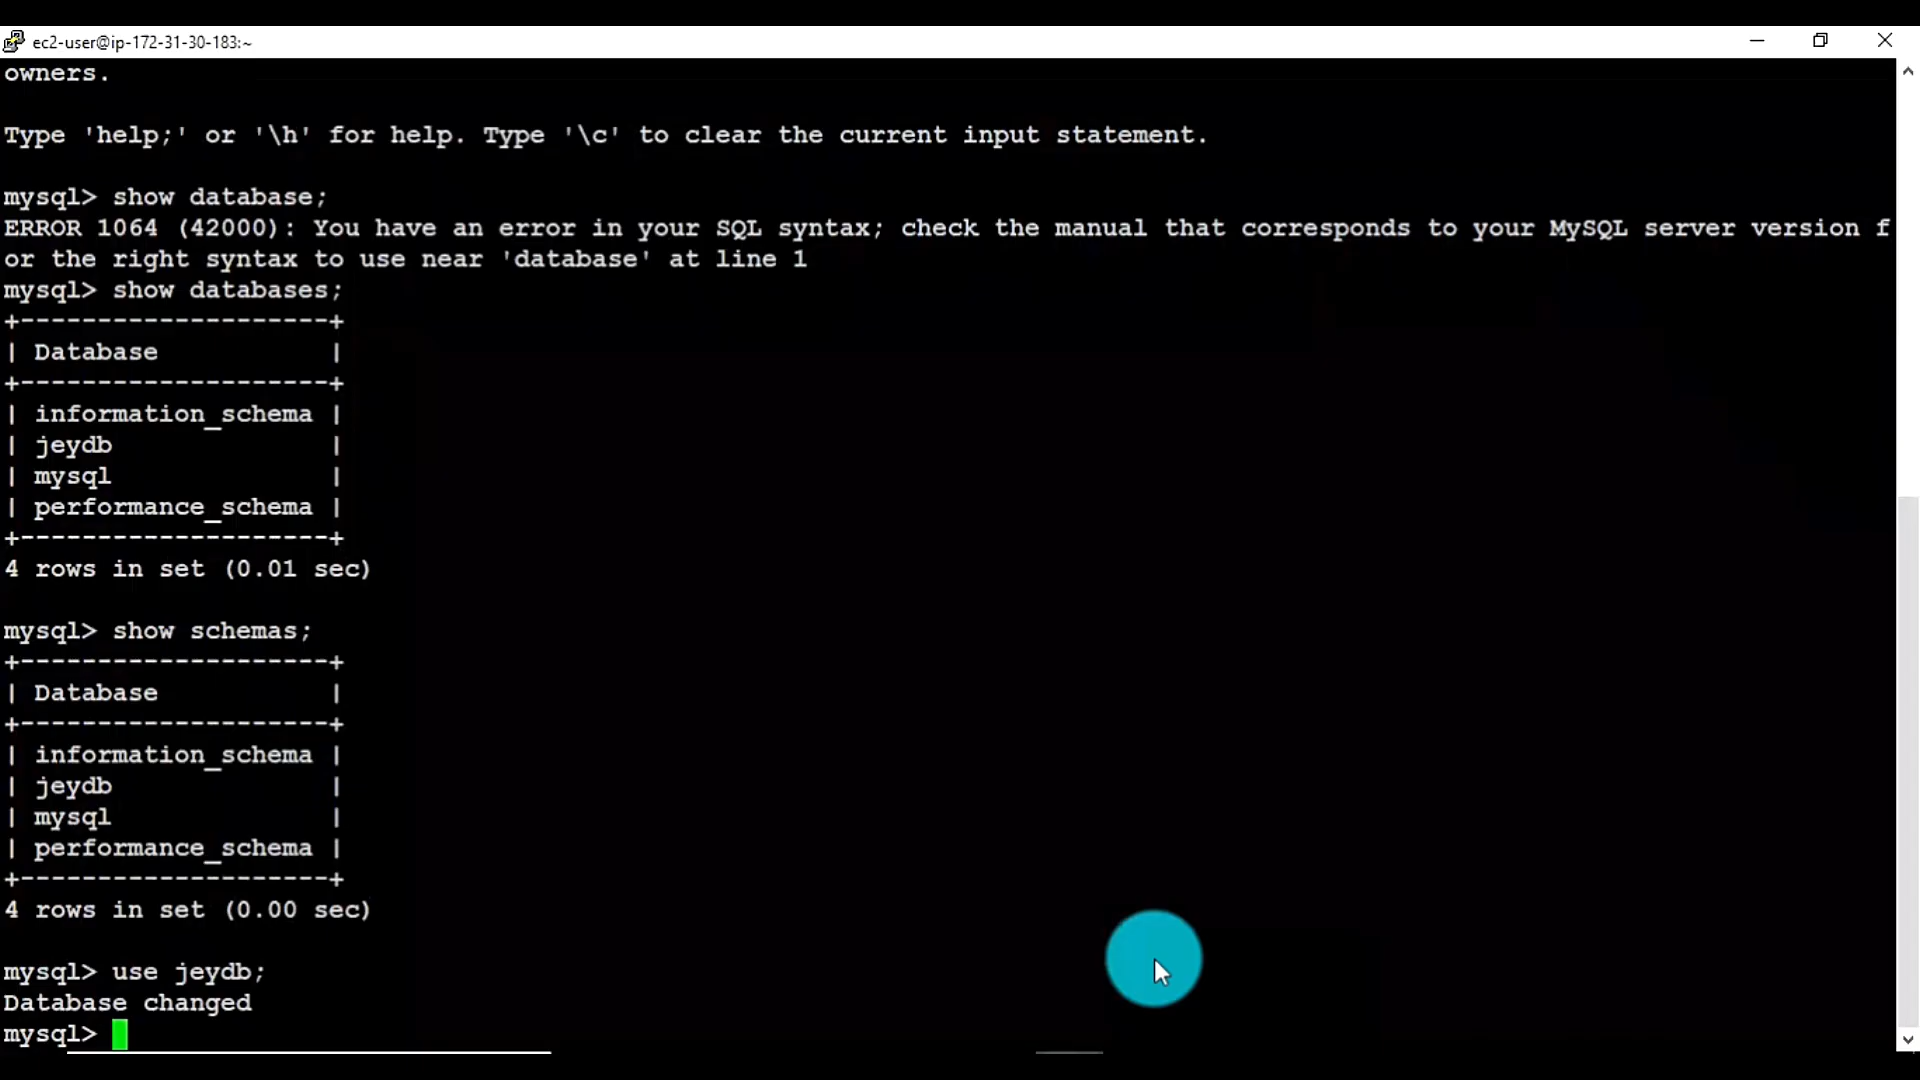 ec2-user@ip-172-31-30-183:~
owners.
Type 'help;' or '\h' for help. Type '\c' to clear the current input statement.
mysql> show database;
ERROR 1064 (42000): You have an error in your SQL syntax; check the manual that corresponds to your MySQL server version f
or the right syntax to use near 'database' at line 1
mysql> show databases;
+--------------------+
| Database           |
+--------------------+
| information_schema |
| jeydb              |
| mysql              |
| performance_schema |
+--------------------+
4 rows in set (0.01 sec)
mysql> show schemas;
+--------------------+
| Database           |
+--------------------+
| information_schema |
| jeydb              |
| mysql              |
| performance_schema |
+--------------------+
4 rows in set (0.00 sec)
mysql> use jeydb;
Database changed
mysql>